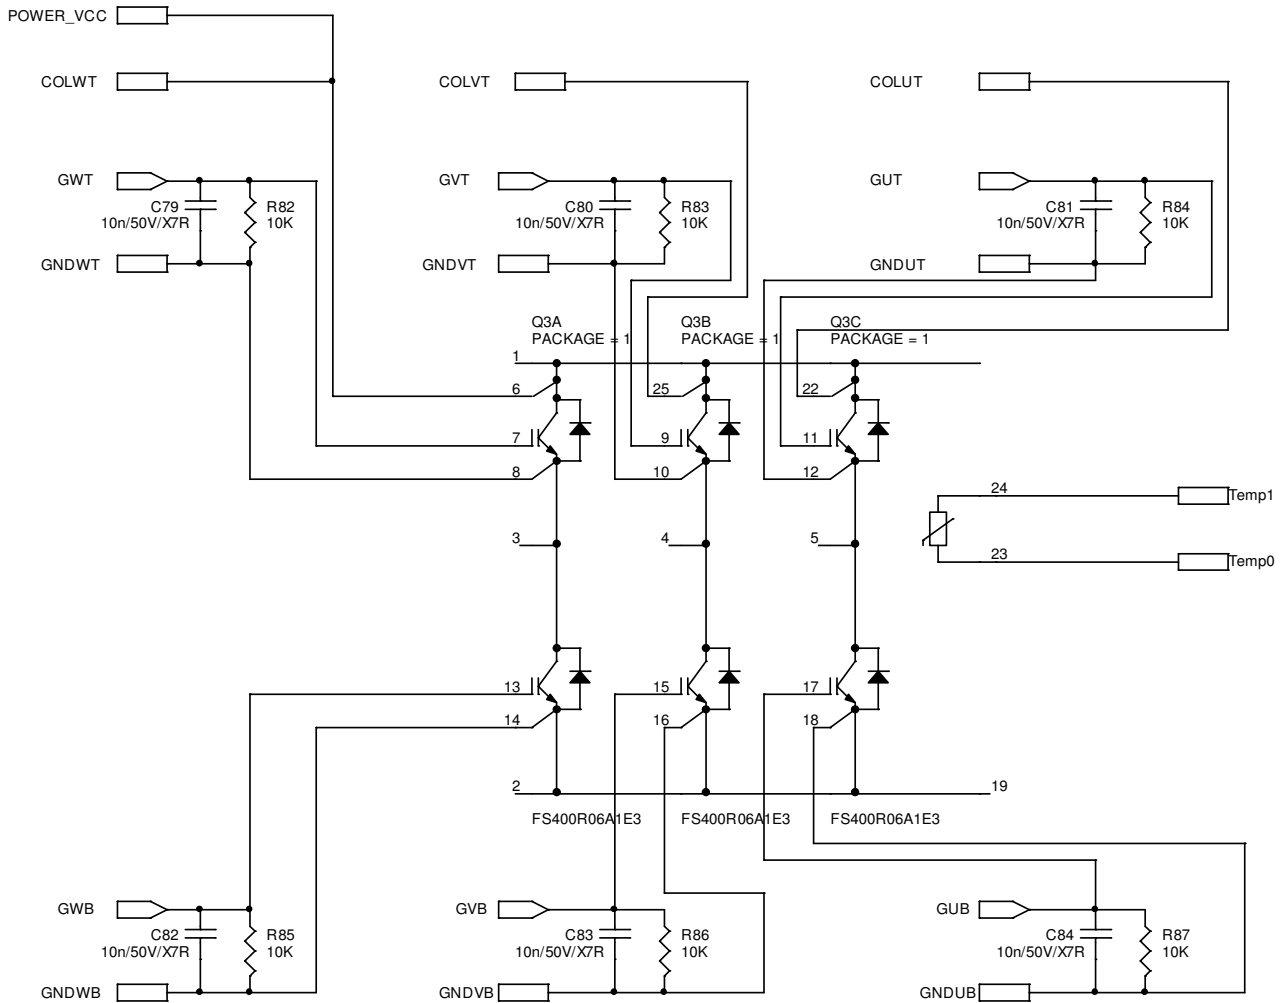 POWER_VCC
COLWT
COLVT
COLUT
GWT
C79
10n/50V/X7R
R82
10K
GNDWT
GVT
C80
10n/50V/X7R
R83
10K
GNDVT
GUT
C81
10n/50V/X7R
R84
10K
GNDUT
Q3A
PACKAGE = 1
Q3B
PACKAGE = 1
Q3C
PACKAGE = 1
1
6
25
22
7
9
11
8
10
12
24
Temp1
3
4
5
23
Temp0
13
15
17
14
16
18
2
19
FS400R06A1E3
FS400R06A1E3
FS400R06A1E3
GWB
C82
10n/50V/X7R
R85
10K
GNDWB
GVB
C83
10n/50V/X7R
R86
10K
GNDVB
GUB
C84
10n/50V/X7R
R87
10K
GNDUB